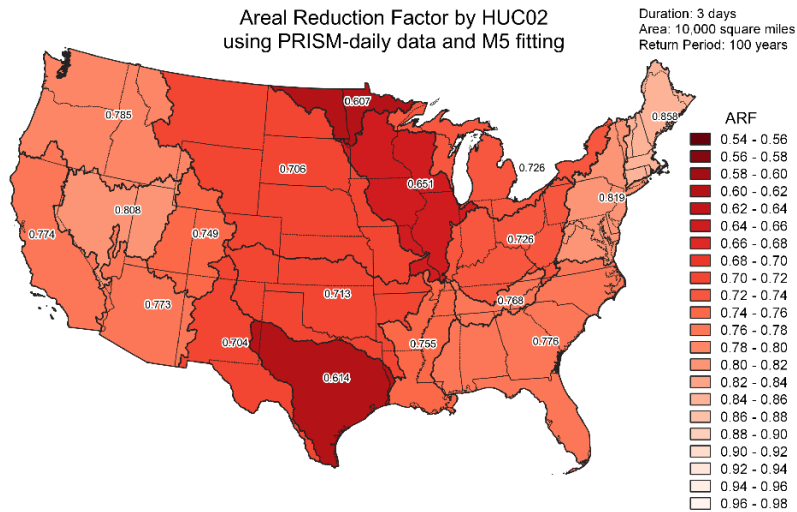 Areal Reduction Factor by HUC02
using PRISM-daily data and M5 fitting
Duration: 3 days
Area: 10,000 square miles
Return Period: 100 years
0.607
0.858
0.785
0.706
0.726
0.651
0.819
0.808
0.774
0.749
0.726
0.773
0.713
0.768
0.704
0.755
0.776
0.614
ARF
0.54 - 0.56
0.56 - 0.58
0.58 - 0.60
0.60 - 0.62
0.62 - 0.64
0.64 - 0.66
0.66 - 0.68
0.68 - 0.70
0.70 - 0.72
0.72 - 0.74
0.74 - 0.76
0.76 - 0.78
0.78 - 0.80
0.80 - 0.82
0.82 - 0.84
0.84 - 0.86
0.86 - 0.88
0.88 - 0.90
0.90 - 0.92
0.92 - 0.94
0.94 - 0.96
0.96 - 0.98